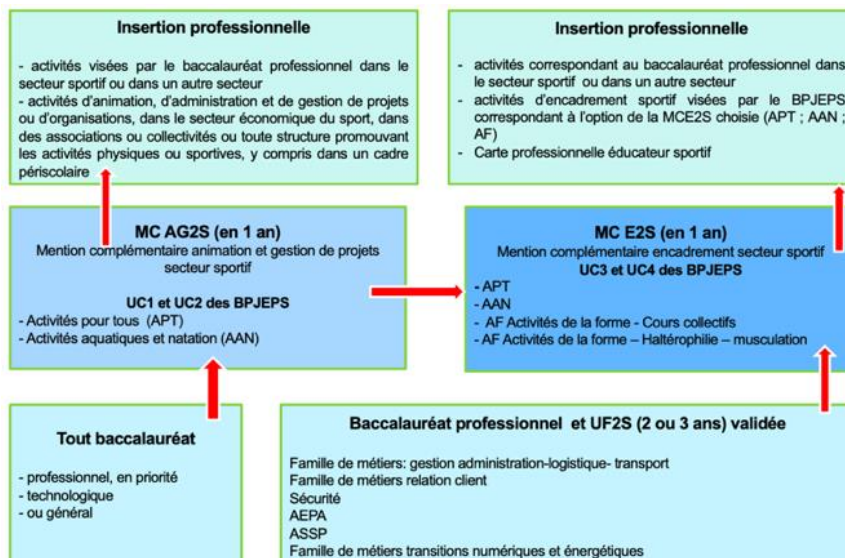 Insertion professionnelle
- activités visées par le baccalauréat professionnel dans le
secteur sportif ou dans un autre secteur
- activités d'animation, d'administration et de gestion de projets
ou d'organisations, dans le secteur économique du sport, dans
des associations ou collectivités ou toute structure promouvant
les activités physiques ou sportives, y compris dans un cadre
périscolaire
Insertion professionnelle
- activités correspondant au baccalauréat professionnel dans
le secteur sportif ou dans un autre secteur
- activités d'encadrement sportif visées par le BPJEPS
correspondant à l'option de la MCE2S choisie (APT ; AAN ;
AF)
- Carte professionnelle éducateur sportif
MC AG2S (en 1 an)
Mention complémentaire animation et gestion de projets
secteur sportif
UC1 et UC2 des BPJEPS
- Activités pour tous (APT)
- Activités aquatiques et natation (AAN)
MC E2S (en 1 an)
Mention complémentaire encadrement secteur sportif
UC3 et UC4 des BPJEPS
- APT
- AAN
- AF Activités de la forme - Cours collectifs
- AF Activités de la forme – Haltérophilie – musculation
Tout baccalauréat
- professionnel, en priorité
- technologique
- ou général
Baccalauréat professionnel et UF2S (2 ou 3 ans) validée
Famille de métiers: gestion administration-logistique- transport
Famille de métiers relation client
Sécurité
AEPA
ASSP
Famille de métiers transitions numériques et énergétiques